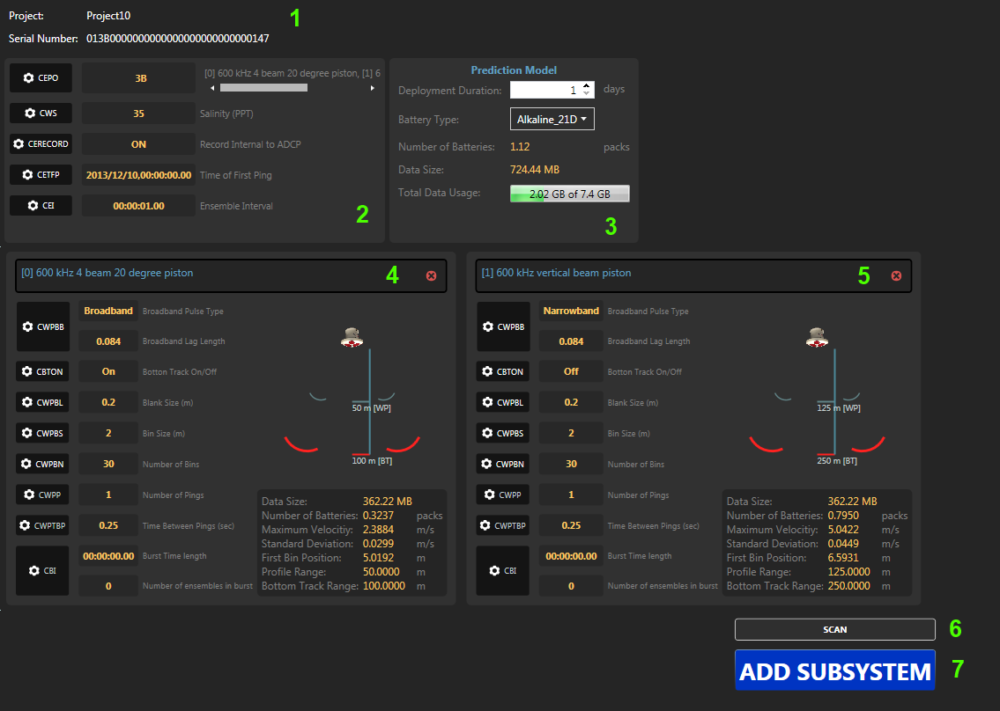 Project: Project10
1
Serial Number: 013B0000000000000000000000000147
CEPO 3B [0] 600 kHz 4 beam 20 degree piston, [1] 6
CWS 35 Salinity (PPT)
CERECORD ON Record Internal to ADCP
CETFP 2013/12/10,00:00:00.00 Time of First Ping
CEI 00:00:01.00 Ensemble Interval
2
Prediction Model
Deployment Duration: 1 days
Battery Type: Alkaline_21D
Number of Batteries: 1.12 packs
Data Size: 724.44 MB
Total Data Usage: 2.02 GB of 7.4 GB
3
[0] 600 kHz 4 beam 20 degree piston 4
CWPBB Broadband Broadband Pulse Type
0.084 Broadband Lag Length
CBTON On Botton Track On/Off
CWPBL 0.2 Blank Size (m)
CWPBS 2 Bin Size (m)
CWPBN 30 Number of Bins
CWPP 1 Number of Pings
CWPTBP 0.25 Time Between Pings (sec)
CBI 00:00:00.00 Burst Time length
0 Number of ensembles in burst
50 m [WP]
100 m [BT]
Data Size: 362.22 MB
Number of Batteries: 0.3237 packs
Maximum Velocitiy: 2.3884 m/s
Standard Deviation: 0.0299 m/s
First Bin Position: 5.0192 m
Profile Range: 50.0000 m
Bottom Track Range: 100.0000 m
[1] 600 kHz vertical beam piston 5
CWPBB Narrowband Broadband Pulse Type
0.084 Broadband Lag Length
CBTON Off Botton Track On/Off
CWPBL 0.2 Blank Size (m)
CWPBS 2 Bin Size (m)
CWPBN 30 Number of Bins
CWPP 1 Number of Pings
CWPTBP 0.25 Time Between Pings (sec)
CBI 00:00:00.00 Burst Time length
0 Number of ensembles in burst
125 m [WP]
250 m [BT]
Data Size: 362.22 MB
Number of Batteries: 0.7950 packs
Maximum Velocitiy: 5.0422 m/s
Standard Deviation: 0.0449 m/s
First Bin Position: 6.5931 m
Profile Range: 125.0000 m
Bottom Track Range: 250.0000 m
SCAN 6
ADD SUBSYSTEM 7